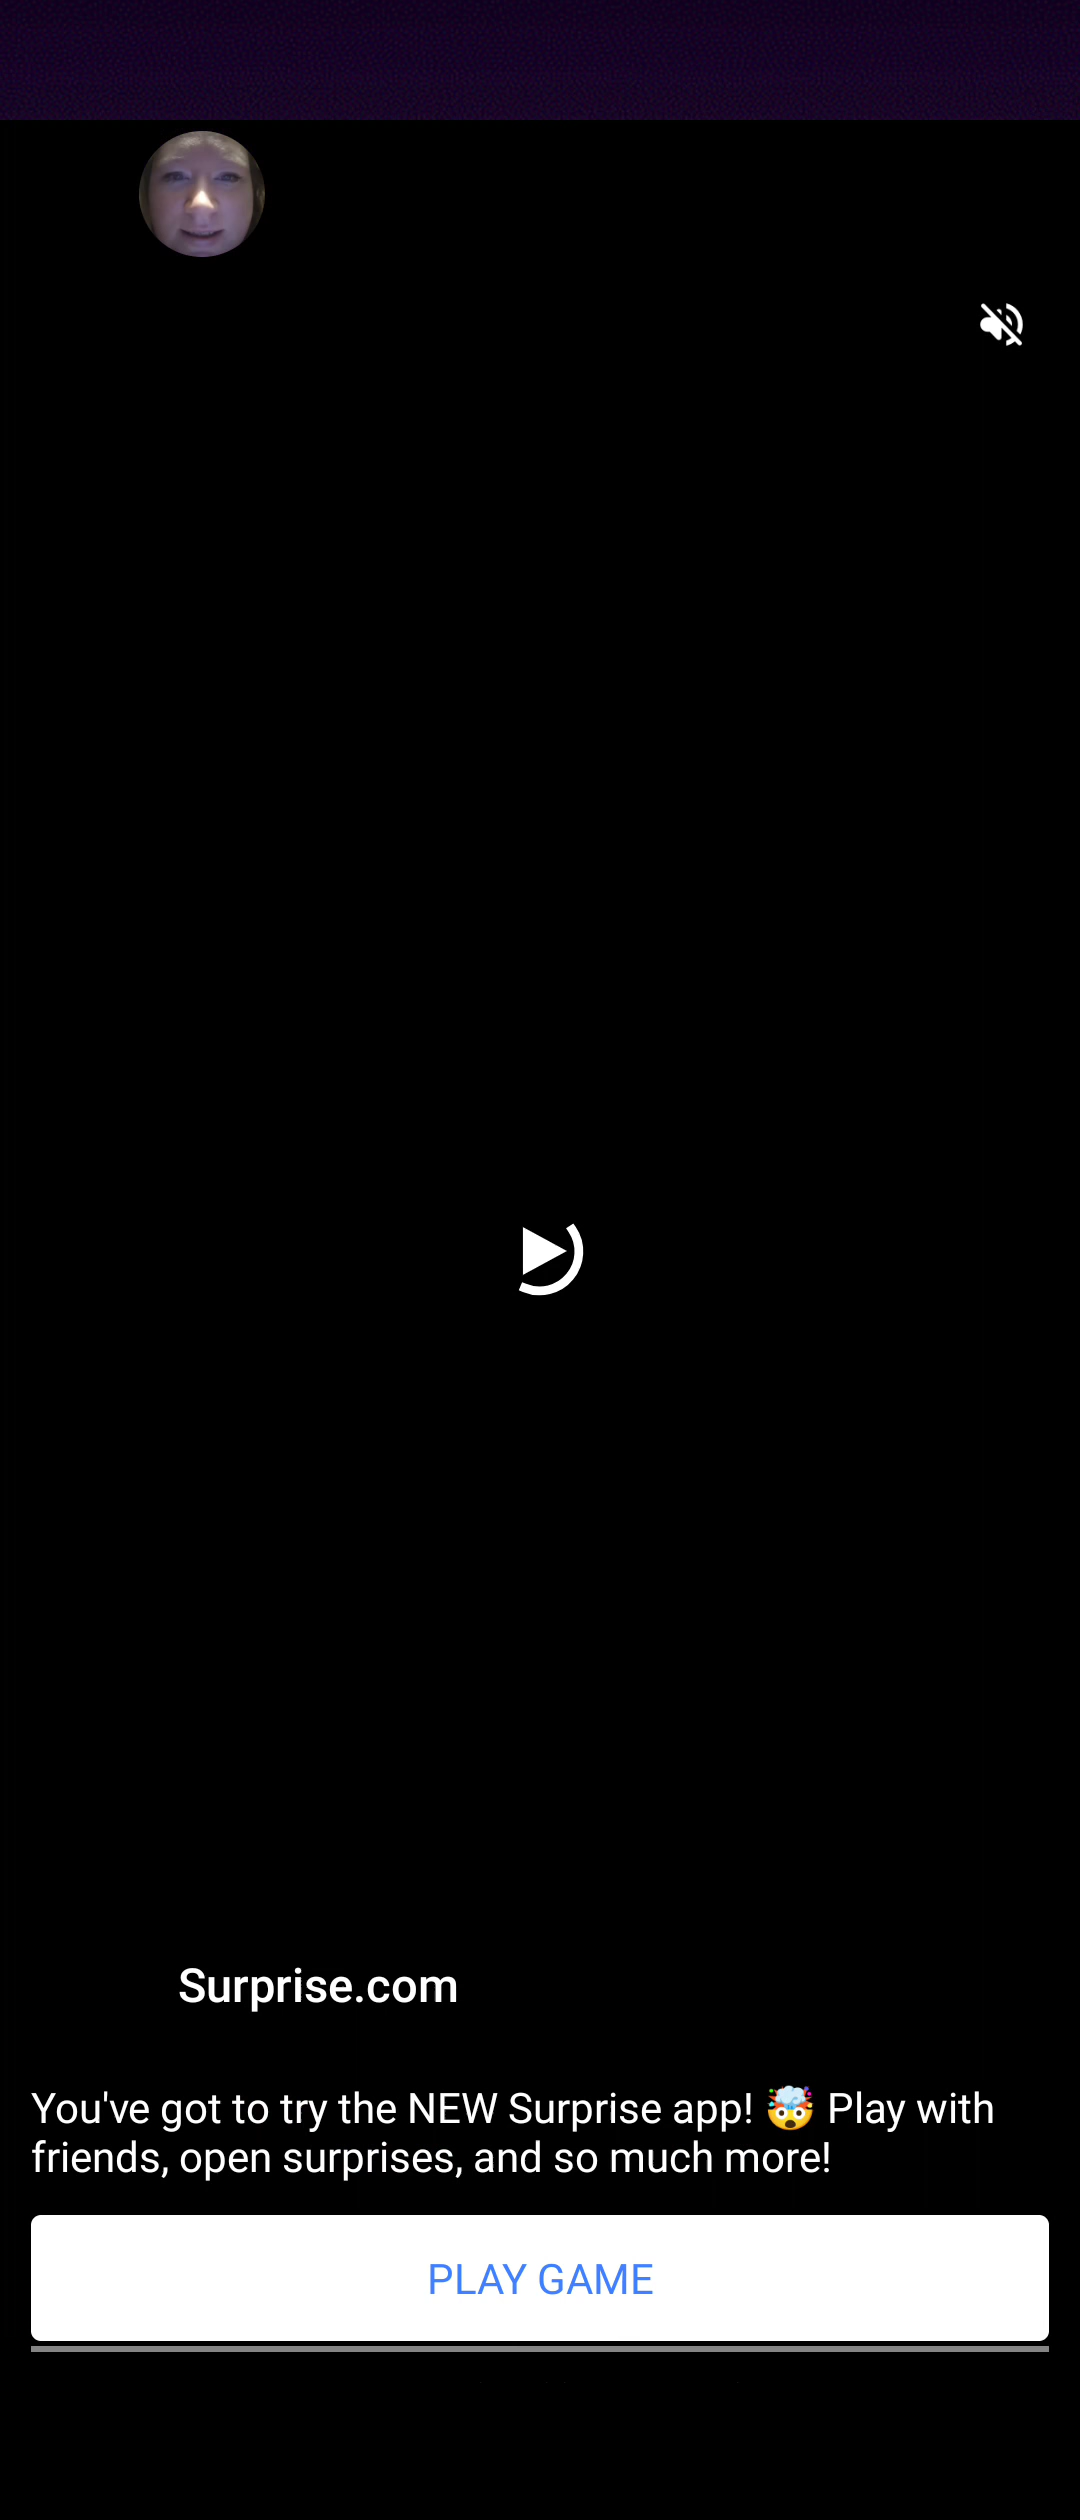 Surprise.com
You've got to try the NEW Surprise app! 🤯 Play with
friends, open surprises, and so much more!
PLAY GAME